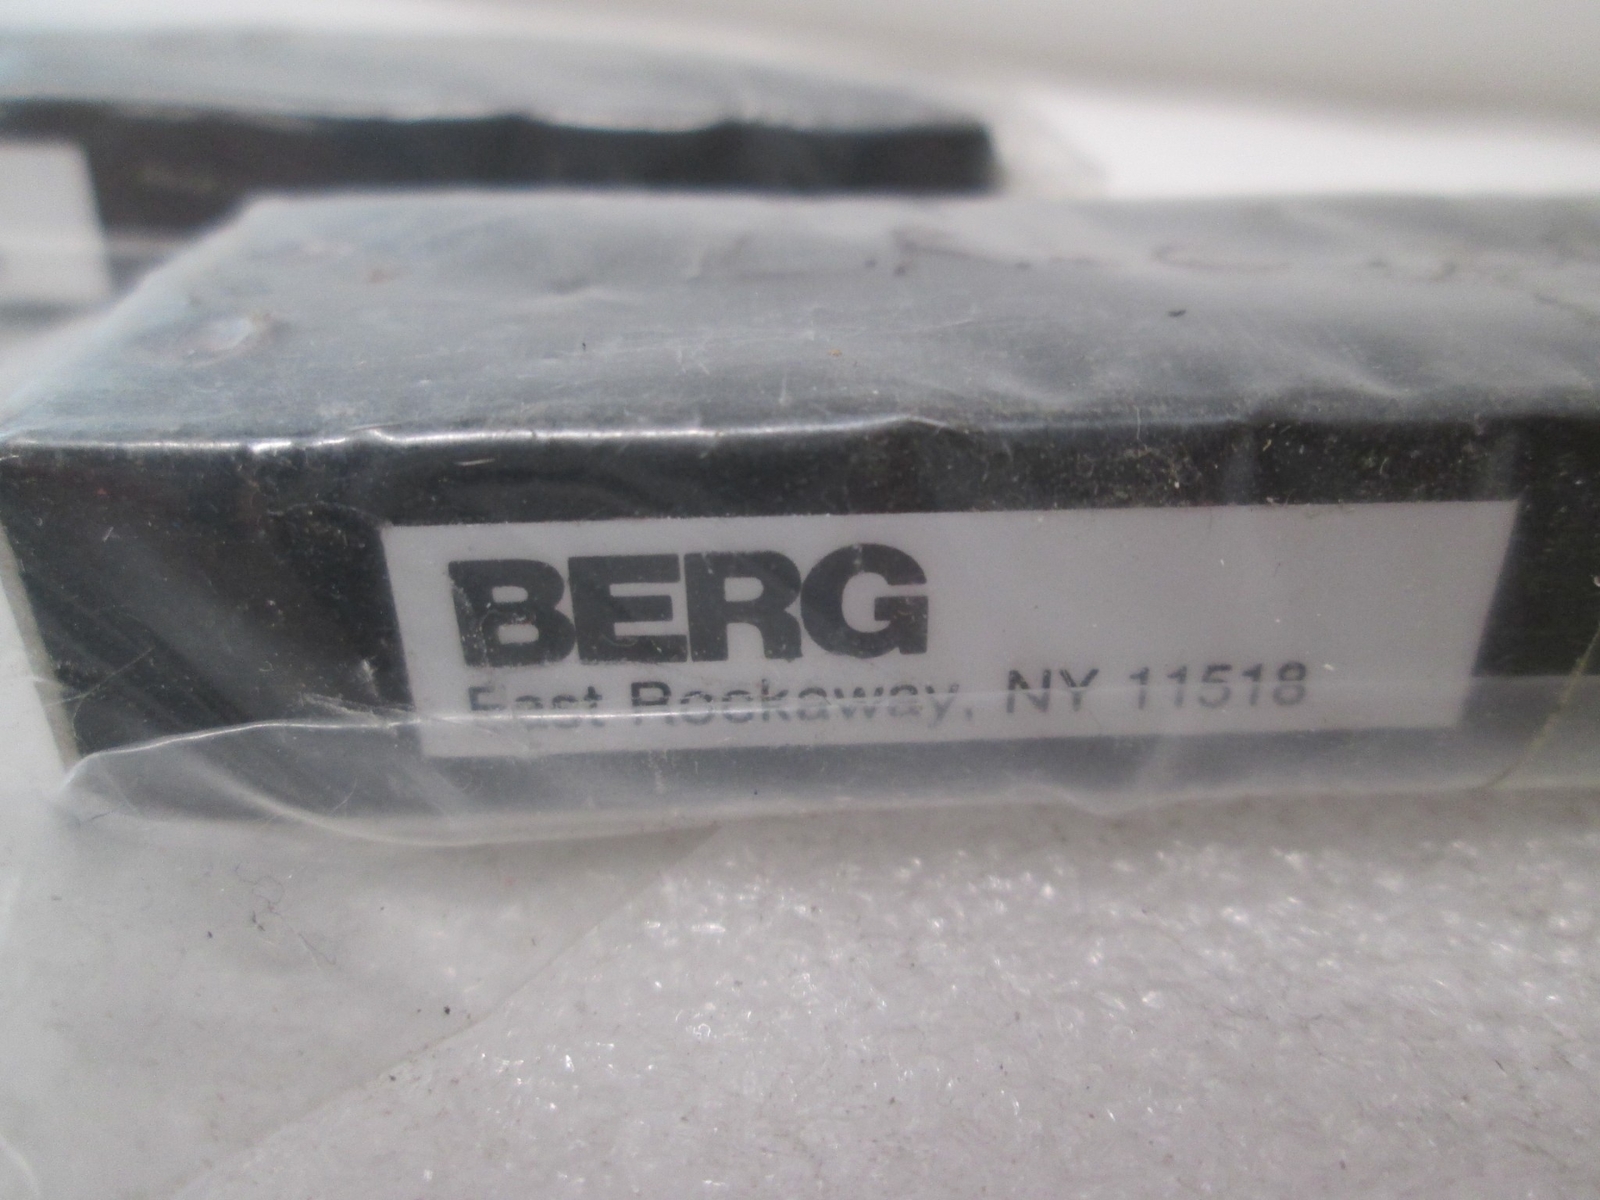 BERG
East Rockaway, NY 11518